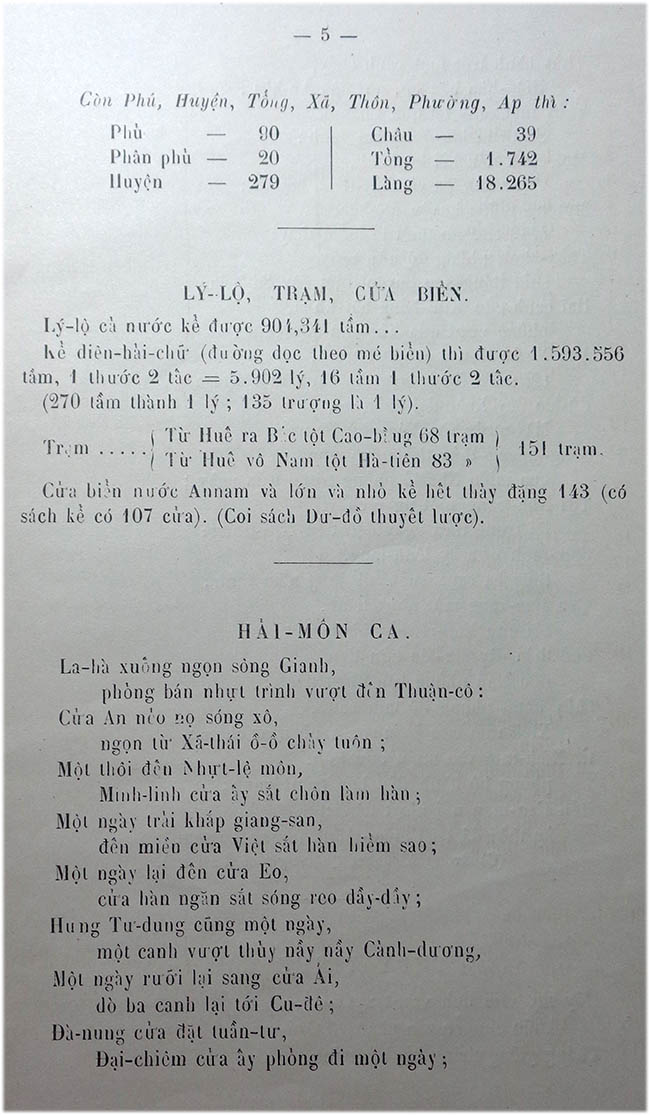 — 5 —
Còn Phủ, Huyện, Tổng, Xã, Thôn, Phường, Ap thì :
Phủ — 90
Phân phủ — 20
Huyện — 279
Châu — 39
Tổng — 1.742
Làng — 18.265
LÝ-LỘ, TRẠM, CỬA BIỂN.
Lý-lộ cả nước kể được 904,341 tầm...
Kể diên-hải-chữ (đường dọc theo mé biển) thì được 1.593.556
tầm, 1 thước 2 tấc = 5.902 lý, 16 tầm 1 thước 2 tấc.
(270 tầm thành 1 lý ; 135 trượng là 1 lý).
Trạm ..... ( Từ Huế ra Bắc tột Cao-bằng 68 trạm ) 151 trạm.
( Từ Huế vô Nam tột Hà-tiên 83 » )
Cửa biển nước Annam và lớn và nhỏ kể hết thảy đặng 143 (có
sách kể có 107 cửa). (Coi sách Dư-đồ thuyết lược).
HẢI-MÔN CA.
La-hà xuống ngọn sông Gianh,
phỏng bán nhựt trình vượt đến Thuận-cô :
Cửa An nẻo nọ sóng xô,
ngọn từ Xã-thái ồ-ồ chảy tuôn ;
Một thôi đến Nhựt-lệ môn,
Minh-linh cửa ấy sắt chôn làm hàn ;
Một ngày trải khắp giang-san,
đến miền cửa Việt sắt hàn hiểm sao ;
Một ngày lại đến cửa Eo,
cửa hàn ngăn sắt sóng reo dầy-dầy ;
Hung Tư-dung cũng một ngày,
một canh vượt thủy nầy nầy Cảnh-dương,
Một ngày rưỡi lại sang cửa Ải,
dò ba canh lại tới Cu-đê ;
Đà-nung cửa đặt tuần-tư,
Đại-chiêm cửa ấy phỏng đi một ngày ;